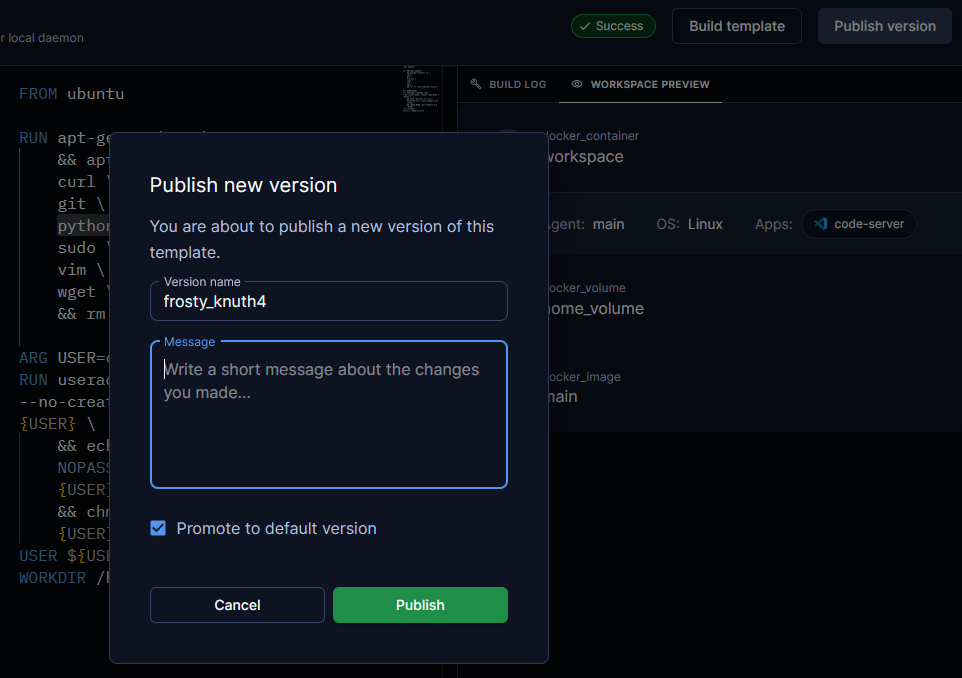 r local daemon
Success
Build template
Publish version
FROM ubuntu
RUN apt-ge
&& apt
curl \
git \
python
sudo \
vim \
wget \
&& rm
ARG USER=
RUN userad
--no-creat
{USER} \
&& ech
NOPASS
{USER}
&& chm
{USER}
USER ${USE
WORKDIR /h
BUILD LOG
WORKSPACE PREVIEW
docker_container
workspace
Agent: main
OS: Linux
Apps: code-server
docker_volume
home_volume
docker_image
main
Publish new version
You are about to publish a new version of this
template.
Version name
frosty_knuth4
Message
Write a short message about the changes
you made...
Promote to default version
Cancel
Publish